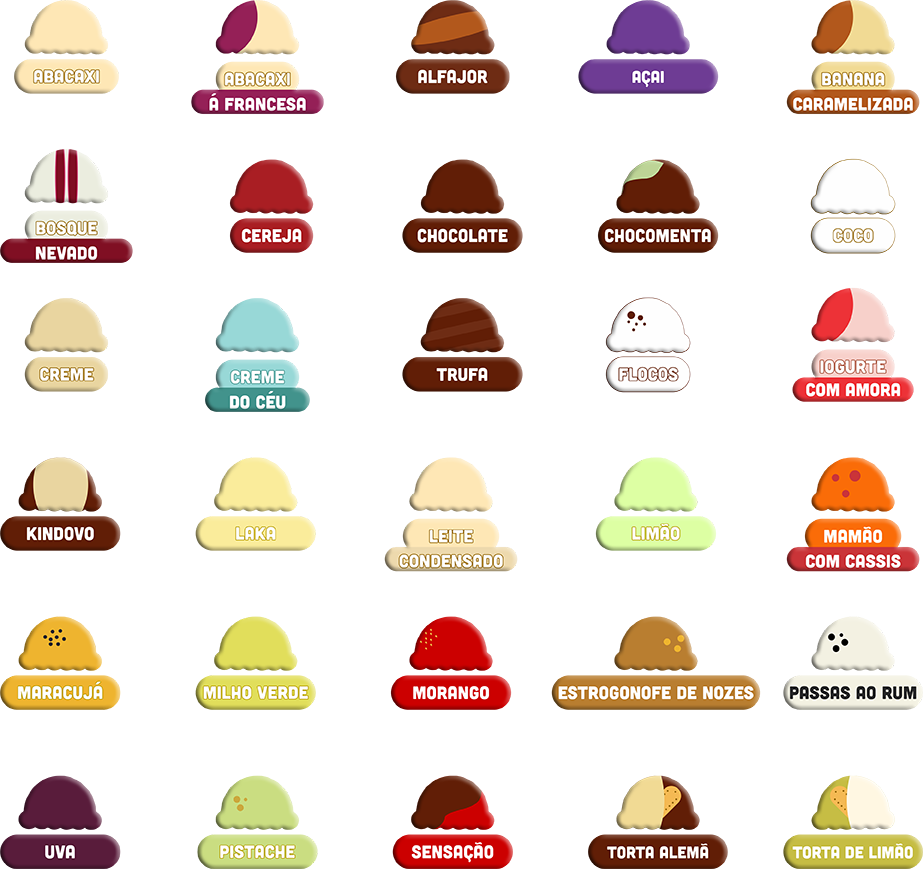 ABACAXI
ABACAXI
Á FRANCESA
ALFAJOR
AÇAI
BANANA
CARAMELIZADA
BOSQUE
NEVADO
CEREJA
CHOCOLATE
CHOCOMENTA
COCO
CREME
CREME
DO CÉU
TRUFA
FLOCOS
IOGURTE
COM AMORA
KINDOVO
LAKA
LEITE
CONDENSADO
LIMÃO
MAMÃO
COM CASSIS
MARACUJÁ
MILHO VERDE
MORANGO
ESTROGONOFE DE NOZES
PASSAS AO RUM
UVA
PISTACHE
SENSAÇÃO
TORTA ALEMÃ
TORTA DE LIMÃO